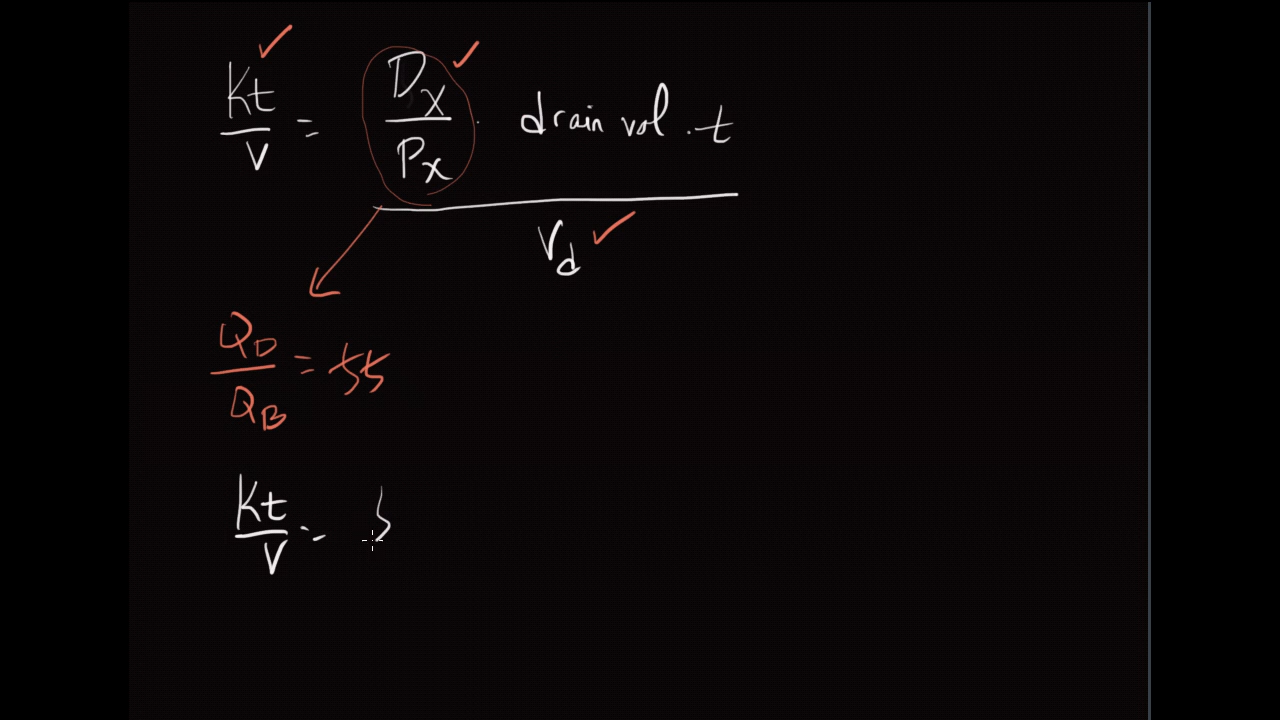 Kt/V = Dx/Px · drain vol · t
Vd
QD/QB = 55
Kt/V =